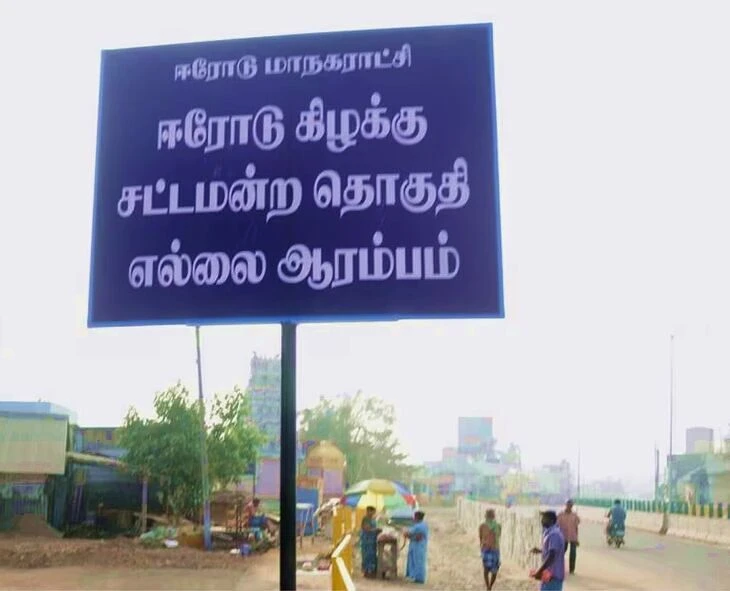 ஈரோடு மாநகராட்சி
ஈரோடு கிழக்கு
சட்டமன்ற தொகுதி
எல்லை ஆரம்பம்